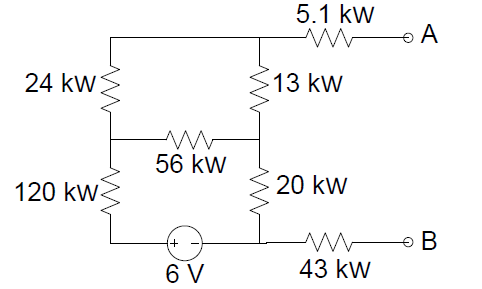 5.1 kW
A
24 kW
13 kW
56 kW
120 kW
20 kW
+ -
B
6 V
43 kW